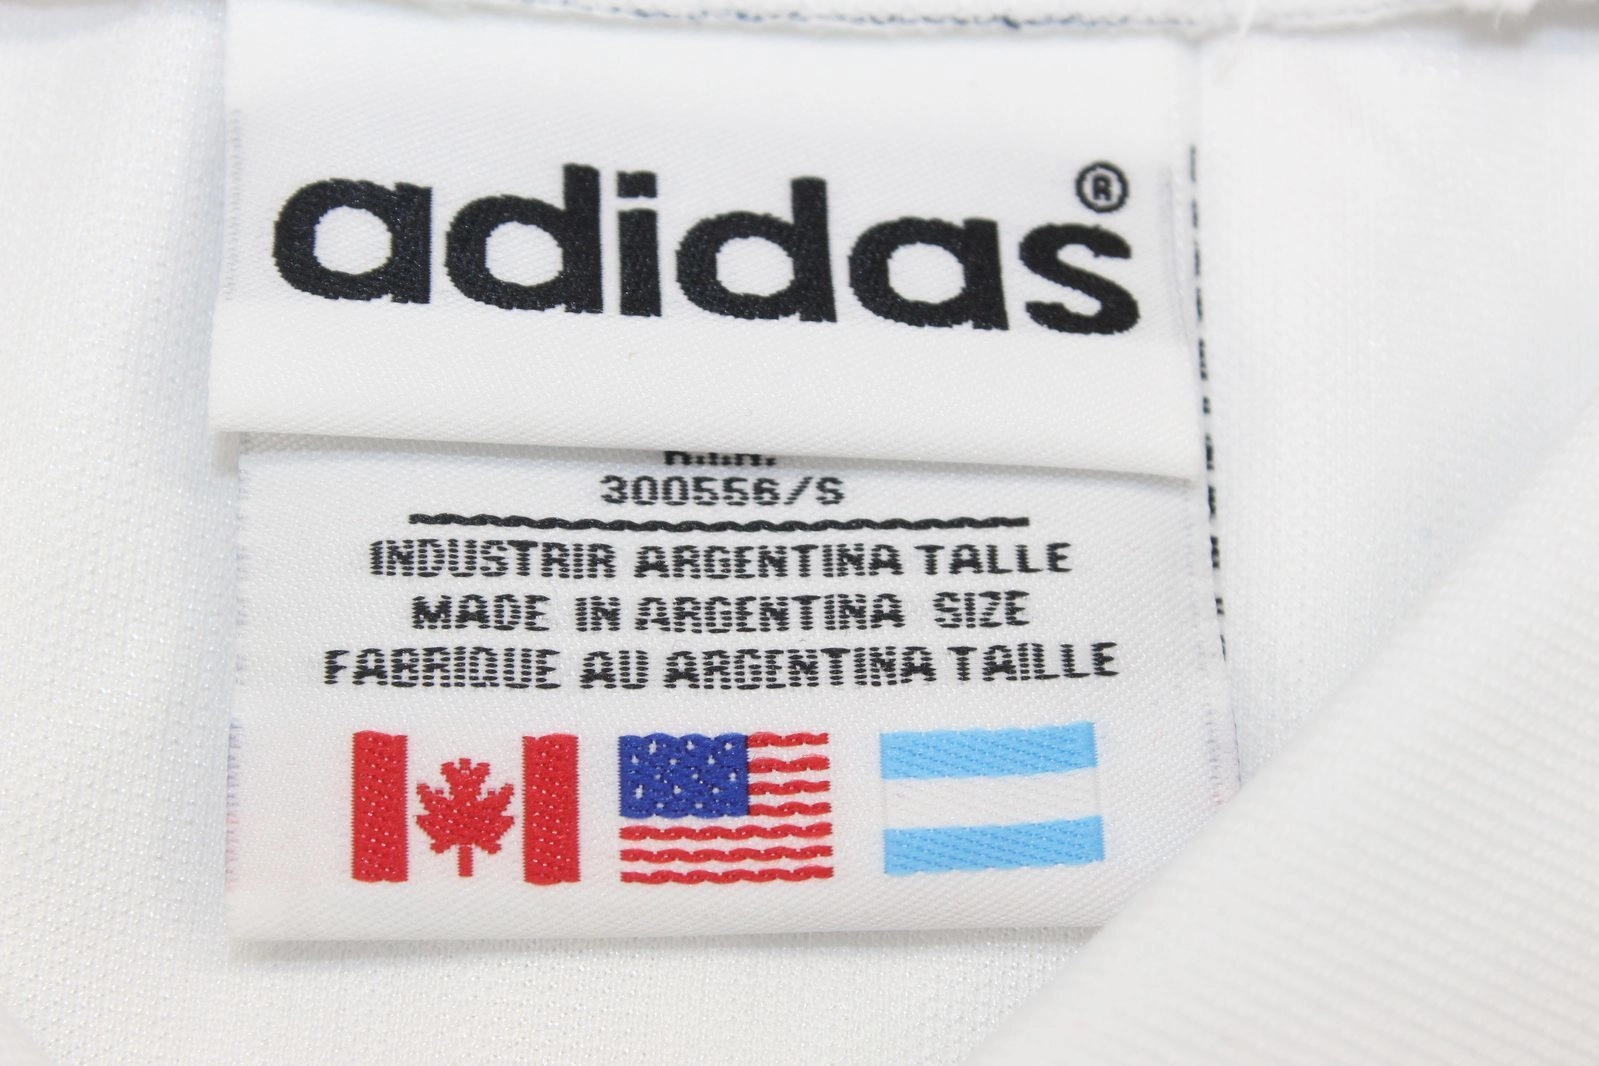 adidas®
300556/S
INDUSTRIR ARGENTINA TALLE
MADE IN ARGENTINA SIZE
FABRIQUE AU ARGENTINA TAILLE